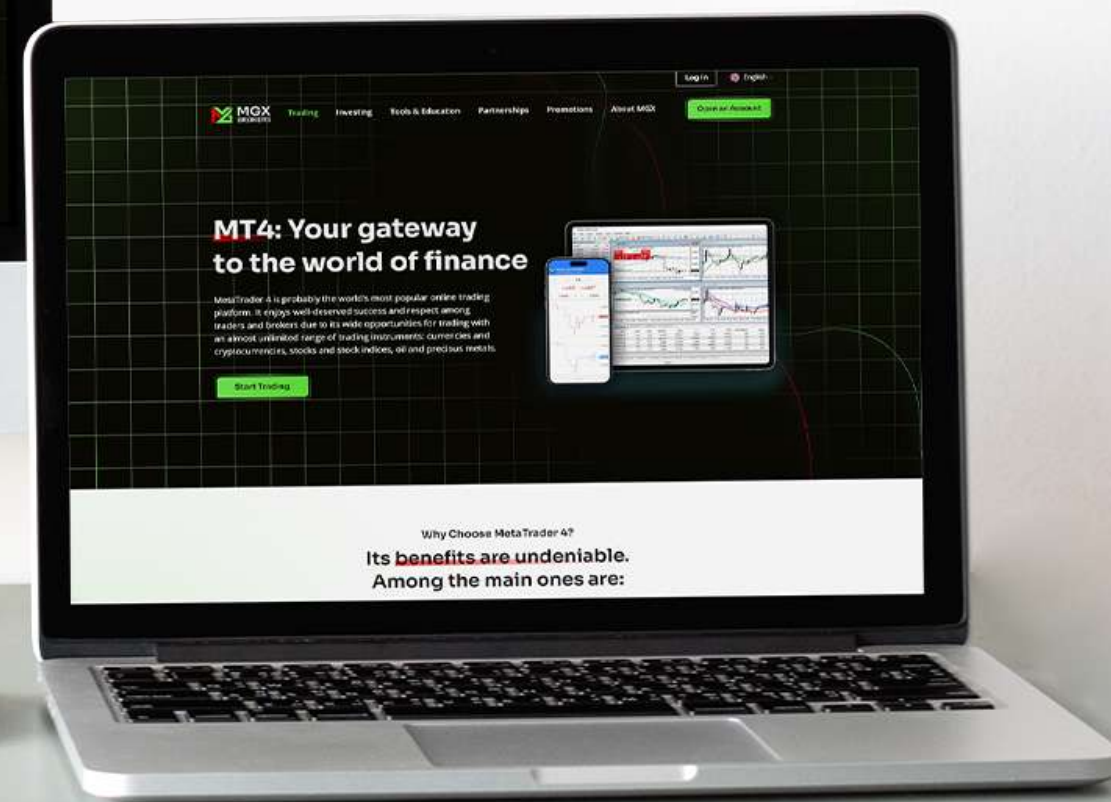 Log In English
MGX
BROKERS
Trading Investing Tools & Education Partnerships Promotions About MGX Open an Account
MT4: Your gateway
to the world of finance
MetaTrader 4 is probably the world's most popular online trading
platform. It enjoys well-deserved success and respect among
traders and brokers due to its wide opportunities for trading with
an almost unlimited range of trading instruments: currencies and
cryptocurrencies, stocks and stock indices, oil and precious metals.
Start Trading
Why Choose MetaTrader 4?
Its benefits are undeniable.
Among the main ones are: